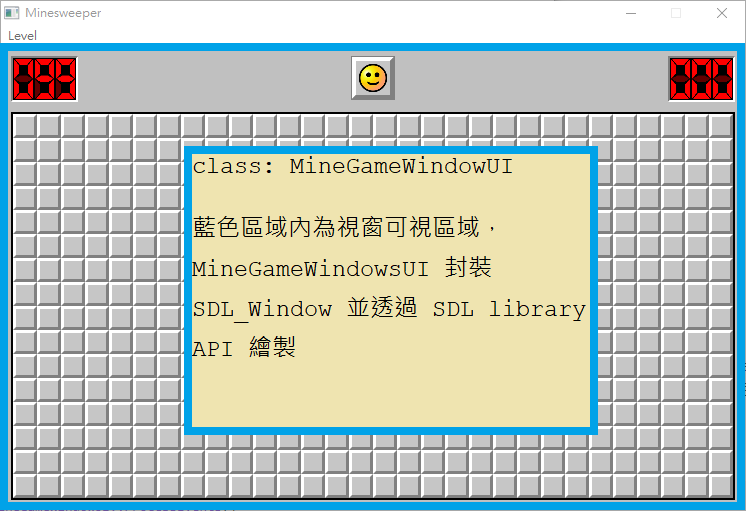 Minesweeper
Level
class: MineGameWindowUI
藍色區域內為視窗可視區域，
MineGameWindowsUI 封裝
SDL_Window 並透過 SDL library
API 繪製